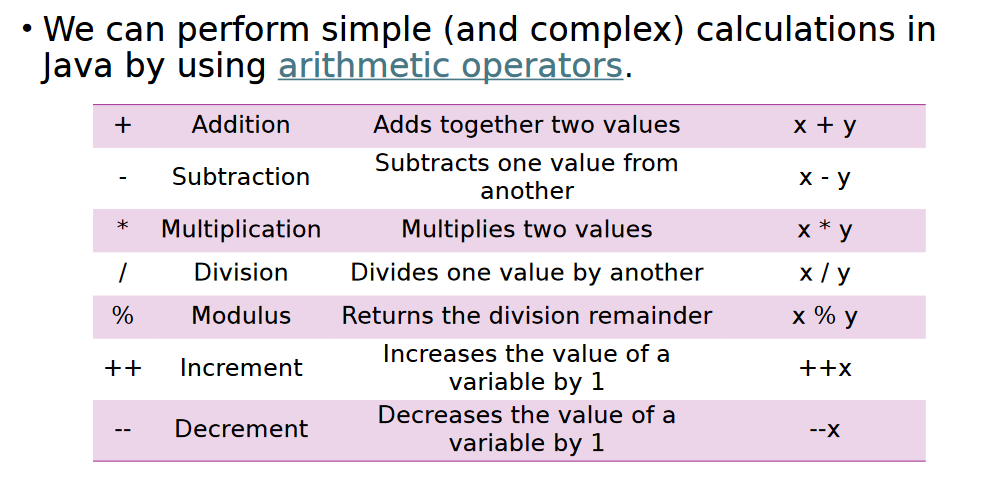 • We can perform simple (and complex) calculations in
Java by using arithmetic operators.
+ Addition Adds together two values x + y
- Subtraction Subtracts one value from another x - y
* Multiplication Multiplies two values x * y
/ Division Divides one value by another x / y
% Modulus Returns the division remainder x % y
++ Increment Increases the value of a variable by 1 ++x
-- Decrement Decreases the value of a variable by 1 --x